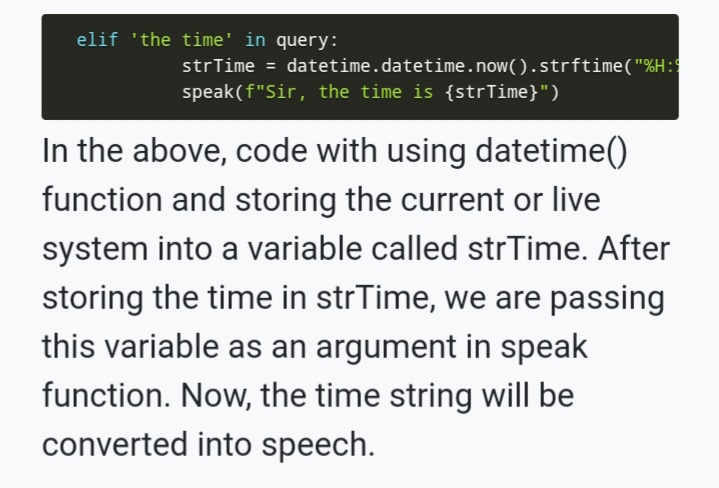 elif 'the time' in query:
strTime = datetime.datetime.now().strftime("%H:%
speak(f"Sir, the time is {strTime}")
In the above, code with using datetime()
function and storing the current or live
system into a variable called strTime. After
storing the time in strTime, we are passing
this variable as an argument in speak
function. Now, the time string will be
converted into speech.